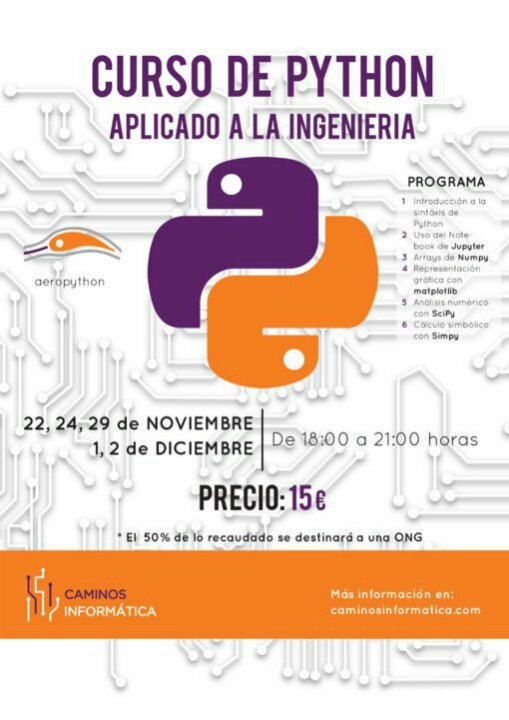 CURSO DE PYTHON
APLICADO A LA INGENIERIA
PROGRAMA
1 Introducción a la
sintáxis de
Python
2 Uso del Note-
book de Jupyter
3 Arrays de Numpy
4 Representación
gráfica con
matplotlib
5 Análisis numérico
con SciPy
6 Cálculo simbólico
con Simpy
aeropython
22, 24, 29 de NOVIEMBRE
1, 2 de DICIEMBRE
De 18:00 a 21:00 horas
PRECIO: 15 €
* El 50% de lo recaudado se destinará a una ONG
CAMINOS
INFORMÁTICA
Más información en:
caminosinformatica.com